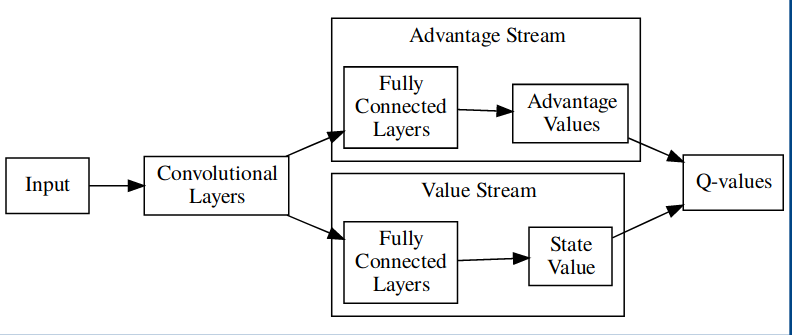 Input
Convolutional
Layers
Advantage Stream
Fully
Connected
Layers
Advantage
Values
Value Stream
Fully
Connected
Layers
State
Value
Q-values